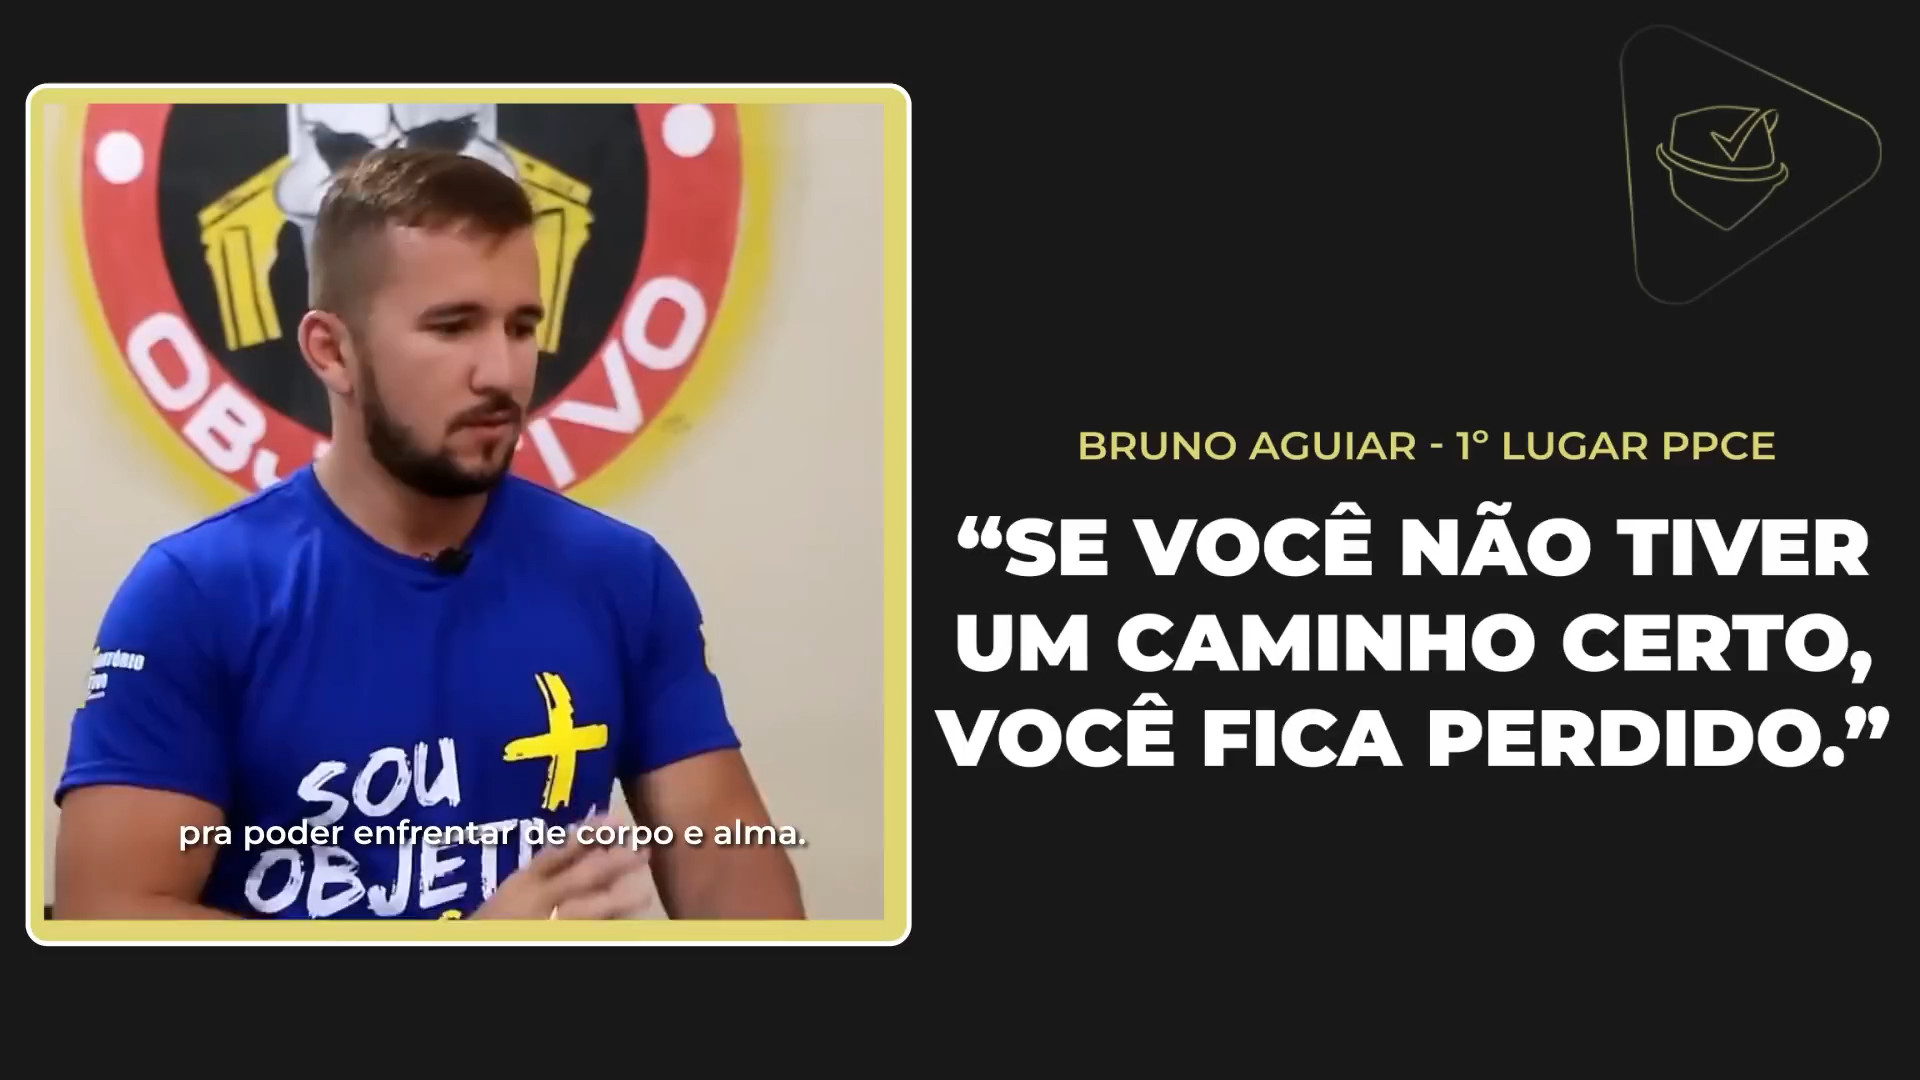 OBJETIVO
SOU +
OBJETI
pra poder enfrentar de corpo e alma.
BRUNO AGUIAR - 1º LUGAR PPCE
“SE VOCÊ NÃO TIVER
UM CAMINHO CERTO,
VOCÊ FICA PERDIDO.”